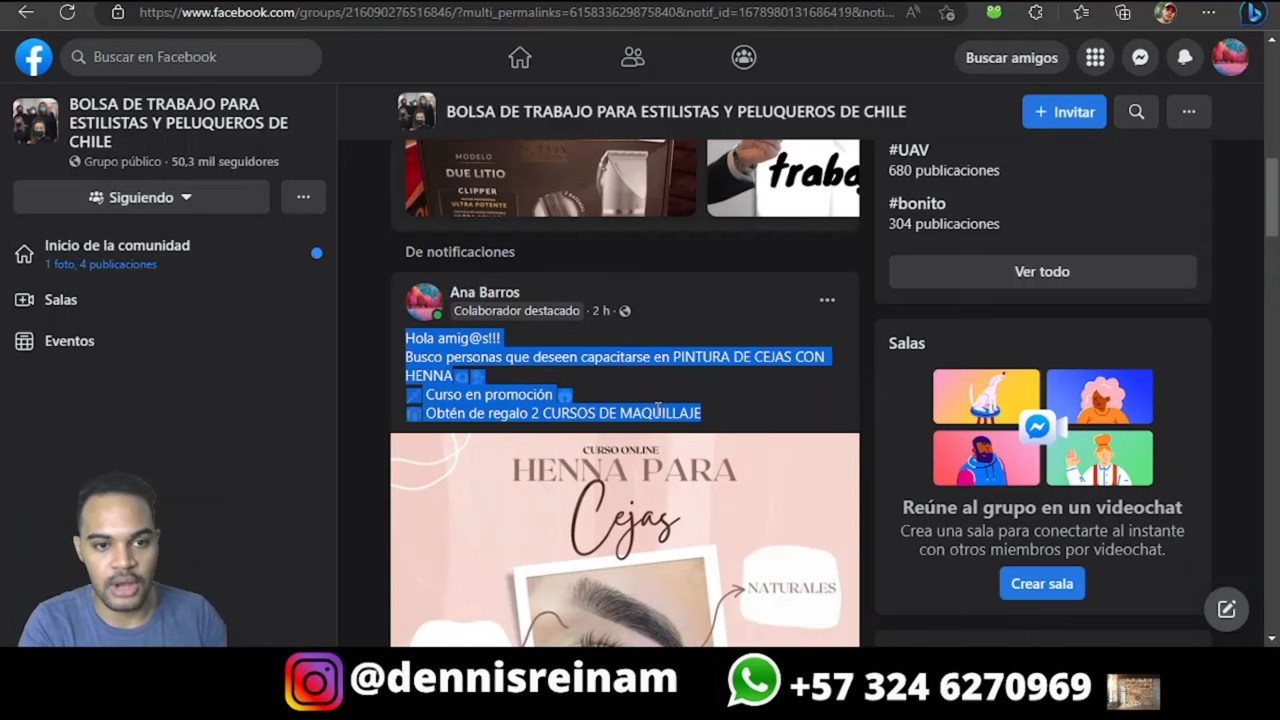 https://www.facebook.com/groups/216090276516846/?multi_permalinks=615833629875840&notif_id=1678980131686419&noti...
Buscar en Facebook
Buscar amigos
BOLSA DE TRABAJO PARA
ESTILISTAS Y PELUQUEROS DE
CHILE
Grupo público · 50,3 mil seguidores
Siguiendo
Inicio de la comunidad
1 foto, 4 publicaciones
Salas
Eventos
BOLSA DE TRABAJO PARA ESTILISTAS Y PELUQUEROS DE CHILE
+ Invitar
MODELO
DUE LITIO
CLIPPER
ULTRA POTENTE
traba
De notificaciones
Ana Barros
Colaborador destacado · 2 h ·
Hola amig@s!!!
Busco personas que deseen capacitarse en PINTURA DE CEJAS CON
HENNA
Curso en promoción
Obtén de regalo 2 CURSOS DE MAQUILLAJE
CURSO ONLINE
HENNA PARA
Cejas
NATURALES
#UAV
680 publicaciones
#bonito
304 publicaciones
Ver todo
Salas
Reúne al grupo en un videochat
Crea una sala para conectarte al instante
con otros miembros por videochat.
Crear sala
@dennisreinam
+57 324 6270969